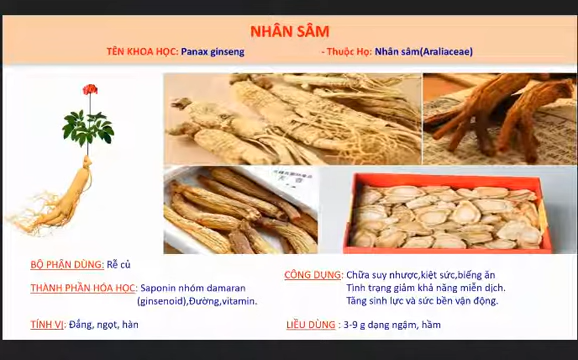 NHÂN SÂM
TÊN KHOA HỌC: Panax ginseng - Thuộc Họ: Nhân sâm(Araliaceae)
BỘ PHẬN DÙNG: Rễ củ
THÀNH PHẦN HÓA HỌC: Saponin nhóm damaran
(ginsenoid),Đường,vitamin.
TÍNH VỊ: Đắng, ngọt, hàn
CÔNG DỤNG: Chữa suy nhược,kiệt sức,biếng ăn
Tình trạng giảm khả năng miễn dịch.
Tăng sinh lực và sức bền vận động.
LIỀU DÙNG : 3-9 g dạng ngậm, hầm